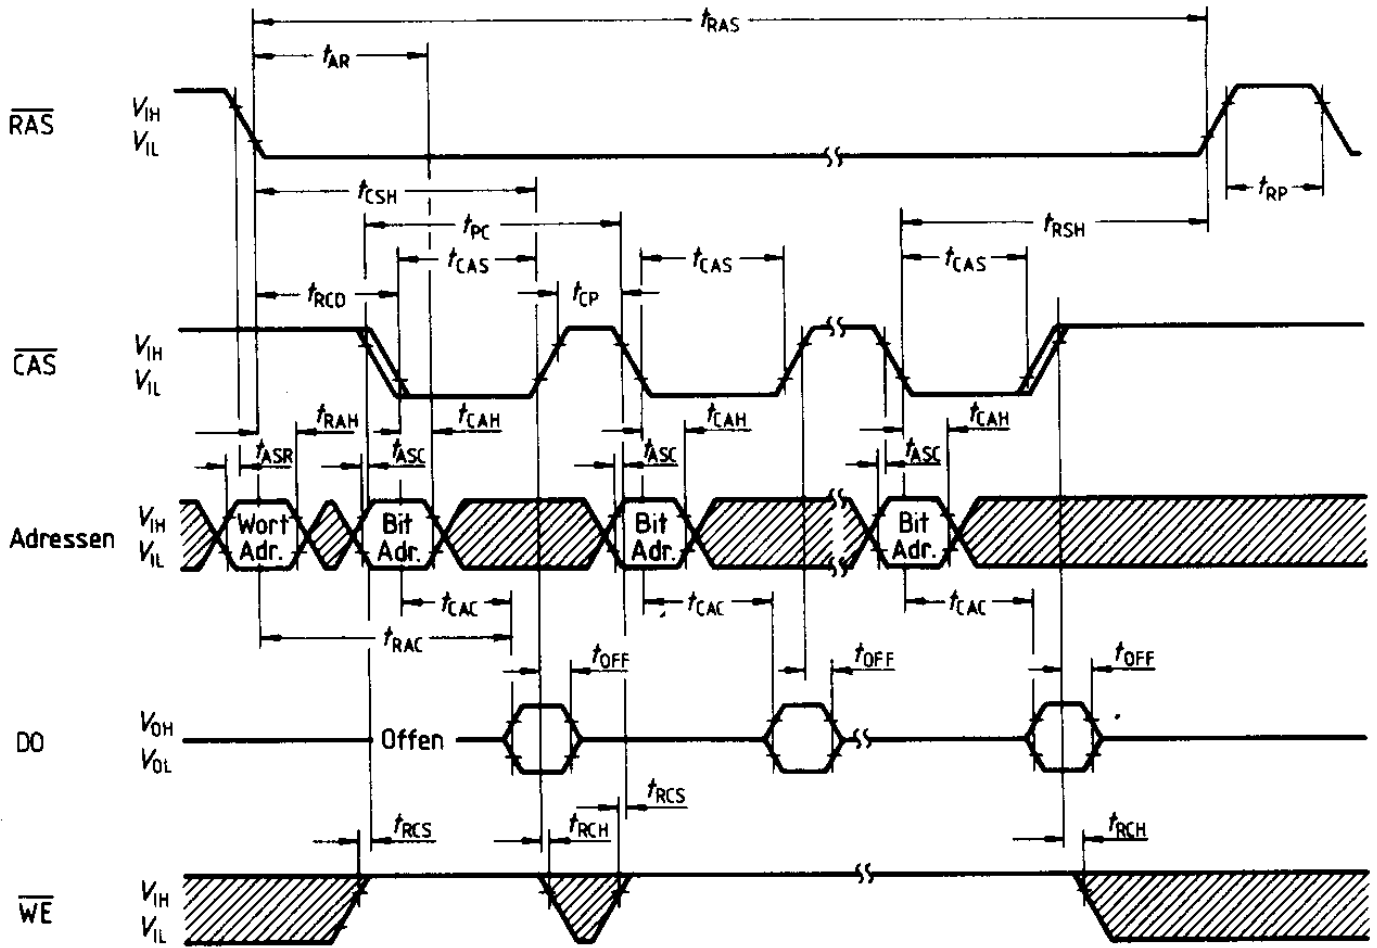 tRAS
tAR
RAS
VIH
VIL
tCSH
tRP
tPC
tRSH
tCAS
tCAS
tCAS
tRCD
tCP
CAS
VIH
VIL
tRAH
tCAH
tCAH
tCAH
tASR
tASC
tASC
tASC
Adressen
VIH
VIL
Wort
Adr.
Bit
Adr.
Bit
Adr.
Bit
Adr.
tCAC
tCAC
tCAC
tRAC
tOFF
tOFF
tOFF
DO
VOH
VOL
Offen
tRCS
tRCS
tRCH
tRCH
WE
VIH
VIL